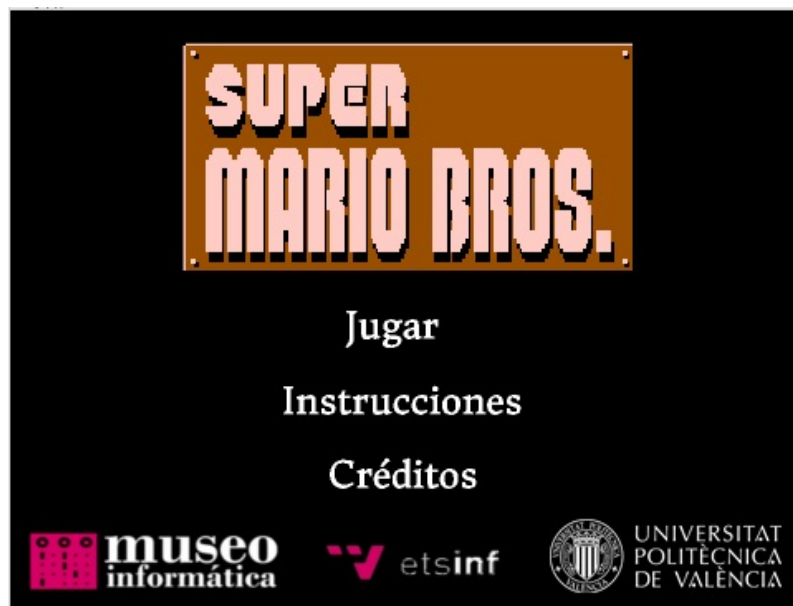 SUPER
MARIO BROS.
Jugar
Instrucciones
Créditos
museo
informática
etsinf
UNIVERSITAT
POLITÈCNICA
DE VALÈNCIA